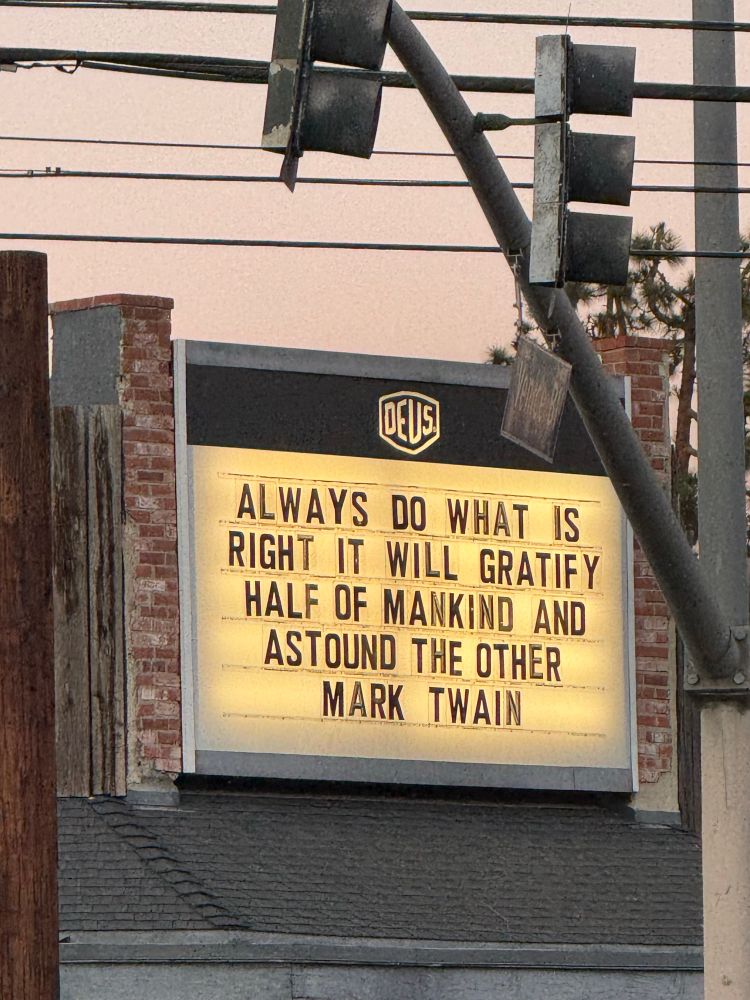 DEUS.
ALWAYS DO WHAT IS
RIGHT IT WILL GRATIFY
HALF OF MANKIND AND
ASTOUND THE OTHER
MARK TWAIN